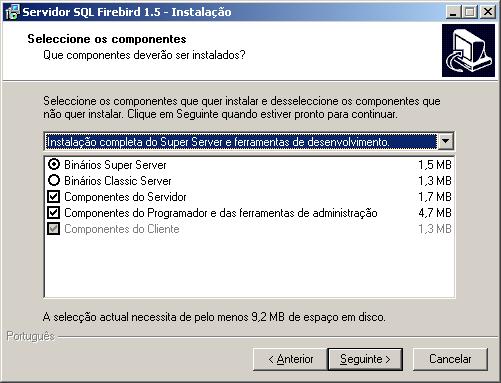 Servidor SQL Firebird 1.5 - Instalação
Seleccione os componentes
Que componentes deverão ser instalados?
Seleccione os componentes que quer instalar e desseleccione os componentes que
não quer instalar. Clique em Seguinte quando estiver pronto para continuar.
Instalação completa do Super Server e ferramentas de desenvolvimento.
Binários Super Server 1,5 MB
Binários Classic Server 1,3 MB
Componentes do Servidor 1,7 MB
Componentes do Programador e das ferramentas de administração 4,7 MB
Componentes do Cliente 1,3 MB
A selecção actual necessita de pelo menos 9,2 MB de espaço em disco.
Português
< Anterior Seguinte > Cancelar